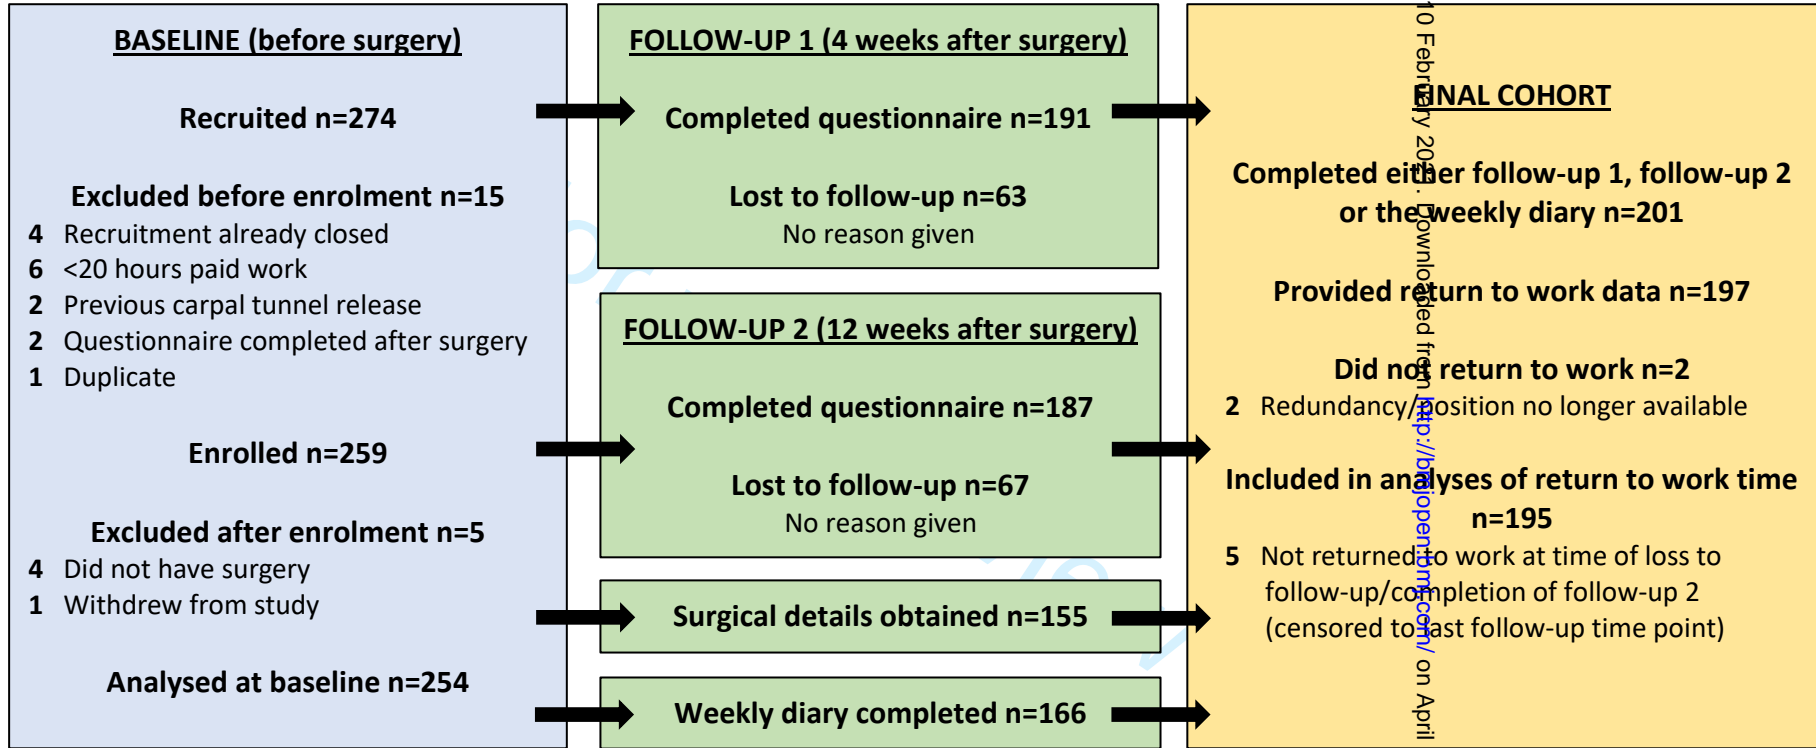 BASELINE (before surgery)
Recruited n=274
Excluded before enrolment n=15
4 Recruitment already closed
6 <20 hours paid work
2 Previous carpal tunnel release
2 Questionnaire completed after surgery
1 Duplicate
Enrolled n=259
Excluded after enrolment n=5
4 Did not have surgery
1 Withdrew from study
Analysed at baseline n=254
FOLLOW-UP 1 (4 weeks after surgery)
Completed questionnaire n=191
Lost to follow-up n=63
No reason given
FOLLOW-UP 2 (12 weeks after surgery)
Completed questionnaire n=187
Lost to follow-up n=67
No reason given
Surgical details obtained n=155
Weekly diary completed n=166
FINAL COHORT
Completed either follow-up 1, follow-up 2
or the weekly diary n=201
Provided return to work data n=197
Did not return to work n=2
2 Redundancy/position no longer available
Included in analyses of return to work time
n=195
5 Not returned to work at time of loss to
follow-up/completion of follow-up 2
(censored to last follow-up time point)
10 February 2021. Downloaded from http://bmjopen.bmj.com/ on April